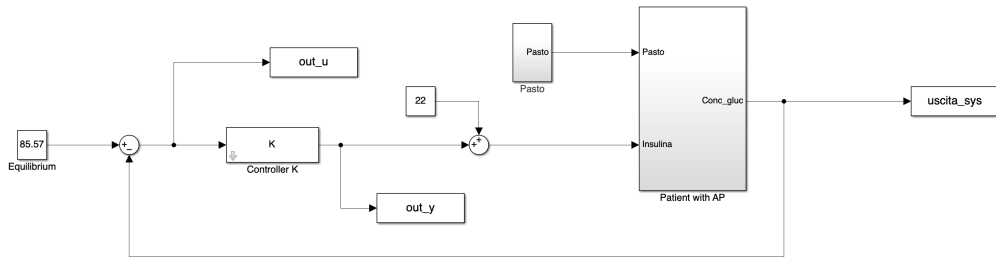 out_u
85.57
Equilibrium
K
Controller K
out_y
22
Pasto
Pasto
Pasto
Insulina
Conc_gluc
Patient with AP
uscita_sys